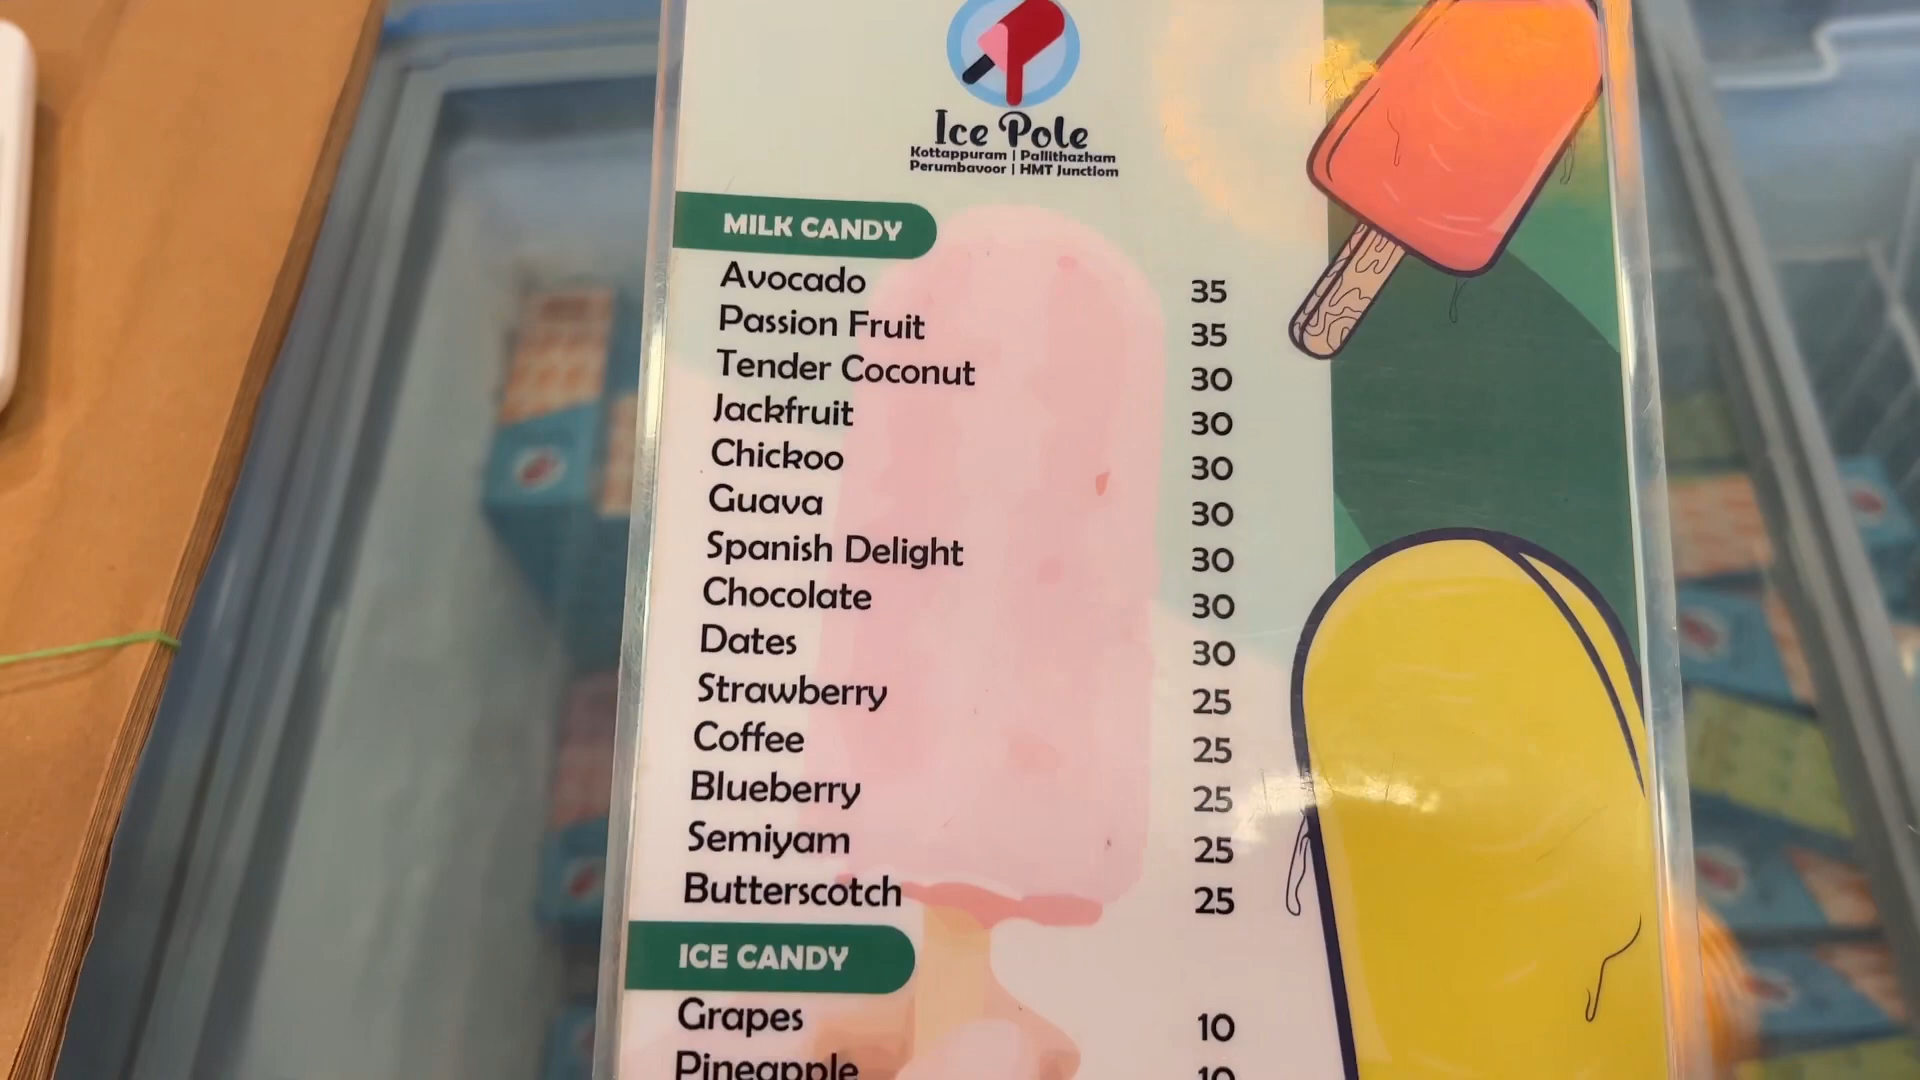 Ice Pole
Kottappuram | Pallithazham
Perumbavoor | HMT Junctiom
MILK CANDY
Avocado 35
Passion Fruit 35
Tender Coconut 30
Jackfruit 30
Chickoo 30
Guava 30
Spanish Delight 30
Chocolate 30
Dates 30
Strawberry 25
Coffee 25
Blueberry 25
Semiyam 25
Butterscotch 25
ICE CANDY
Grapes 10
Pineapple 10